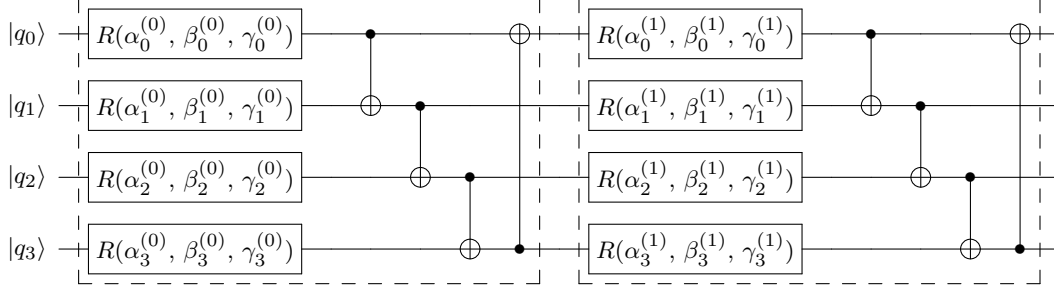 |q₀⟩ R(α₀⁽⁰⁾, β₀⁽⁰⁾, γ₀⁽⁰⁾) R(α₀⁽¹⁾, β₀⁽¹⁾, γ₀⁽¹⁾)
|q₁⟩ R(α₁⁽⁰⁾, β₁⁽⁰⁾, γ₁⁽⁰⁾) R(α₁⁽¹⁾, β₁⁽¹⁾, γ₁⁽¹⁾)
|q₂⟩ R(α₂⁽⁰⁾, β₂⁽⁰⁾, γ₂⁽⁰⁾) R(α₂⁽¹⁾, β₂⁽¹⁾, γ₂⁽¹⁾)
|q₃⟩ R(α₃⁽⁰⁾, β₃⁽⁰⁾, γ₃⁽⁰⁾) R(α₃⁽¹⁾, β₃⁽¹⁾, γ₃⁽¹⁾)